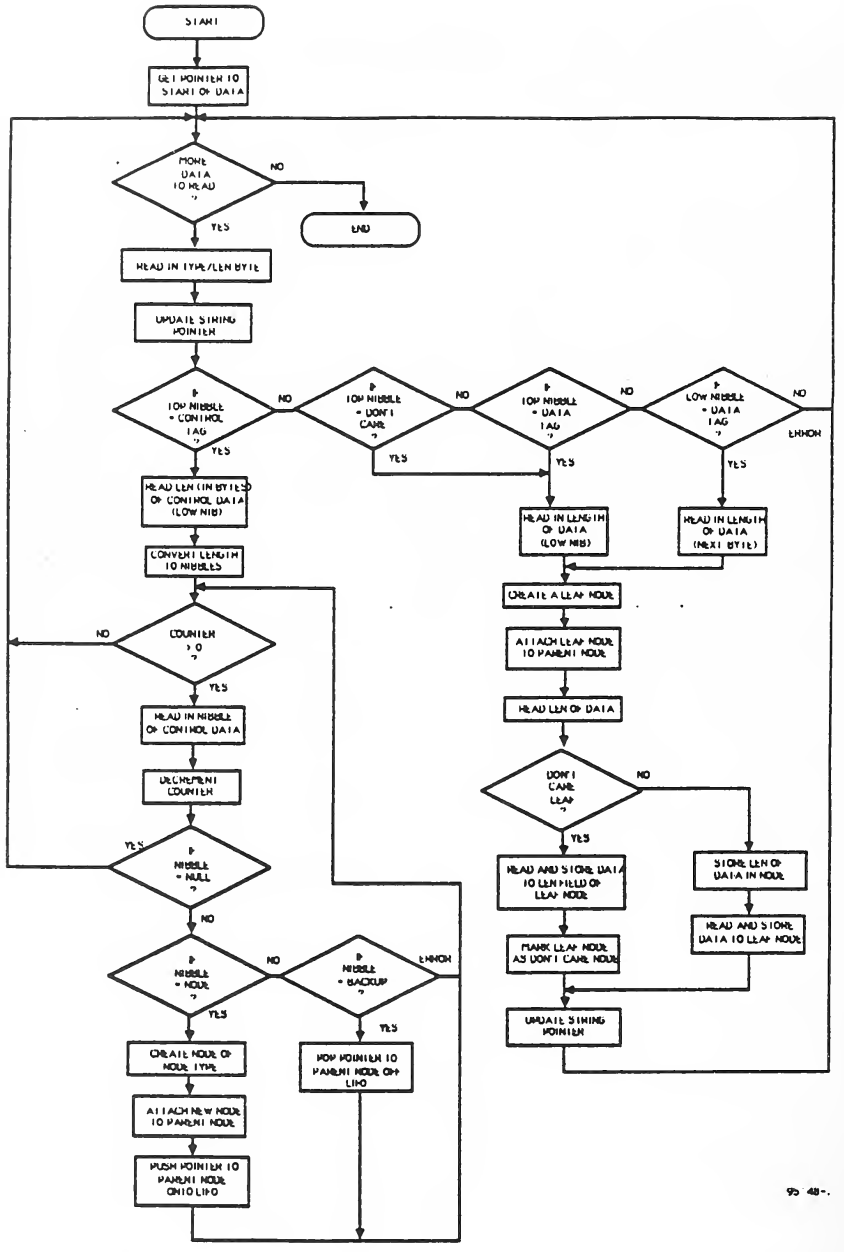 START
GET POINTER TO
START OF DATA
MORE
DATA
TO READ
?
NO
YES
END
READ IN TYPE/LEN BYTE
UPDATE STRING
POINTER
IF
TOP NIBBLE
= CONTROL
TAG
?
NO
YES
IF
TOP NIBBLE
= DON'T
CARE
?
NO
YES
IF
TOP NIBBLE
= DATA
TAG
?
NO
YES
IF
LOW NIBBLE
= DATA
TAG
?
NO
ERROR
YES
READ LEN (IN BYTES)
OF CONTROL DATA
(LOW NIB)
CONVERT LENGTH
TO NIBBLES
READ IN LENGTH
OF DATA
(LOW NIB)
READ IN LENGTH
OF DATA
(NEXT BYTE)
CREATE A LEAF NODE
ATTACH LEAF NODE
TO PARENT NODE
READ LEN OF DATA
COUNTER
> 0
?
NO
YES
READ IN NIBBLE
OF CONTROL DATA
DECREMENT
COUNTER
DON'T
CARE
LEAF
?
NO
YES
IF
NIBBLE
= NULL
?
YES
NO
READ AND STORE DATA
TO LEN FIELD OF
LEAF NODE
STORE LEN OF
DATA IN NODE
MARK LEAF NODE
AS DON'T CARE NODE
READ AND STORE
DATA TO LEAF NODE
UPDATE STRING
POINTER
IF
NIBBLE
= NODE
?
NO
YES
IF
NIBBLE
= BACKUP
?
ERROR
YES
CREATE NODE OF
NODE TYPE
ATTACH NEW NODE
TO PARENT NODE
PUSH POINTER TO
PARENT NODE
ONTO LIFO
POP POINTER TO
PARENT NODE OFF
LIFO